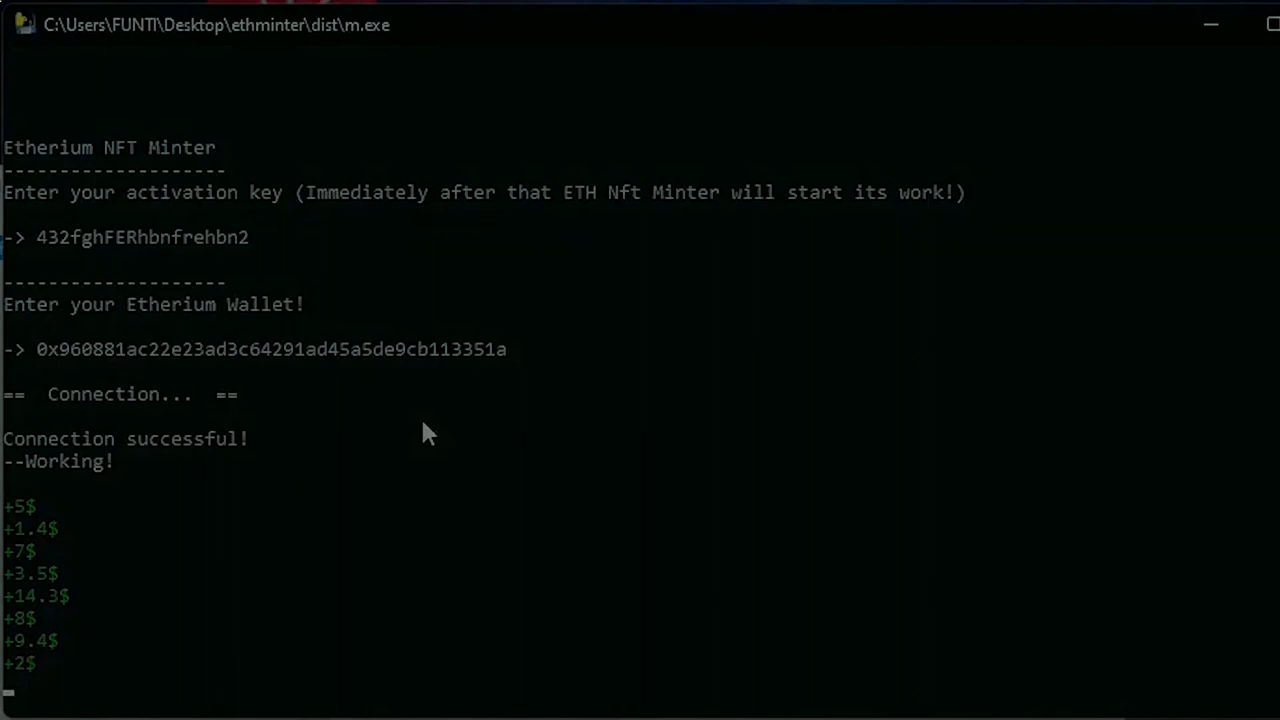 C:\Users\FUNTI\Desktop\ethminter\dist\m.exe
Etherium NFT Minter
--------------------
Enter your activation key (Immediately after that ETH Nft Minter will start its work!)
-> 432fghFERhbnfrehbn2
--------------------
Enter your Etherium Wallet!
-> 0x960881ac22e23ad3c64291ad45a5de9cb113351a
==  Connection...  ==
Connection successful!
--Working!
+5$
+1.4$
+7$
+3.5$
+14.3$
+8$
+9.4$
+2$